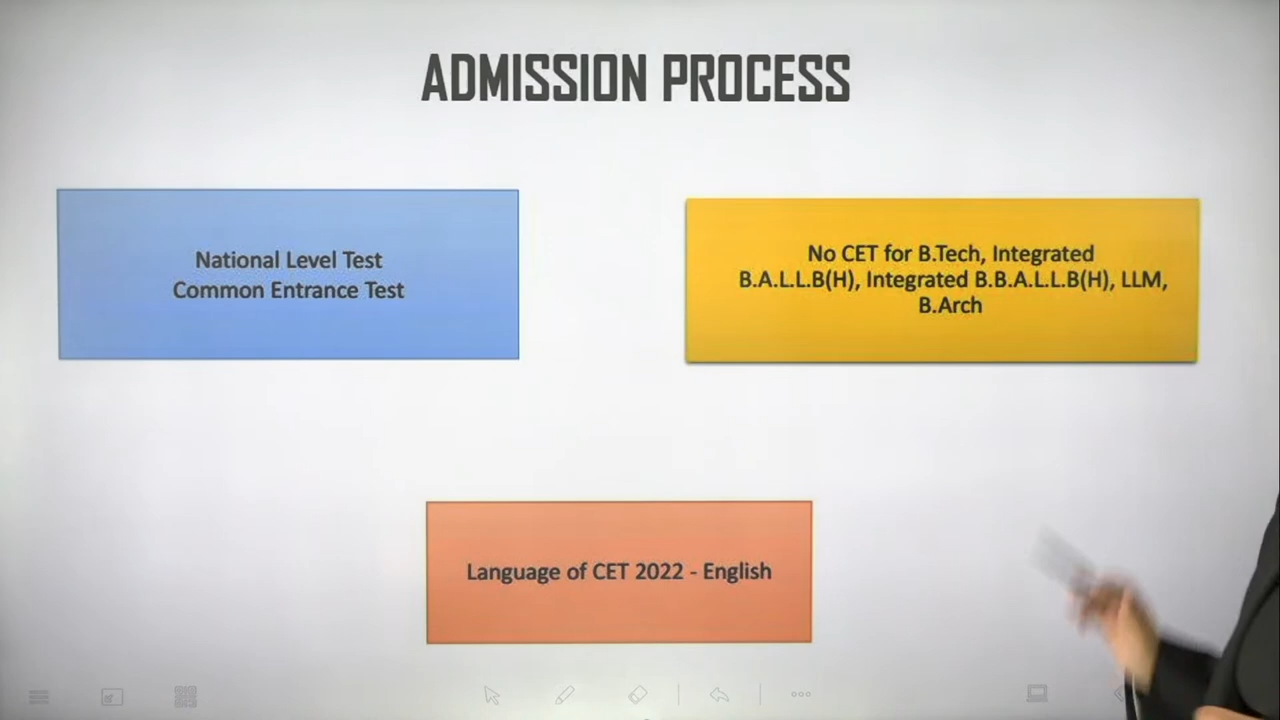 ADMISSION PROCESS
National Level Test
Common Entrance Test
No CET for B.Tech, Integrated
B.A.L.L.B(H), Integrated B.B.A.L.L.B(H), LLM,
B.Arch
Language of CET 2022 - English